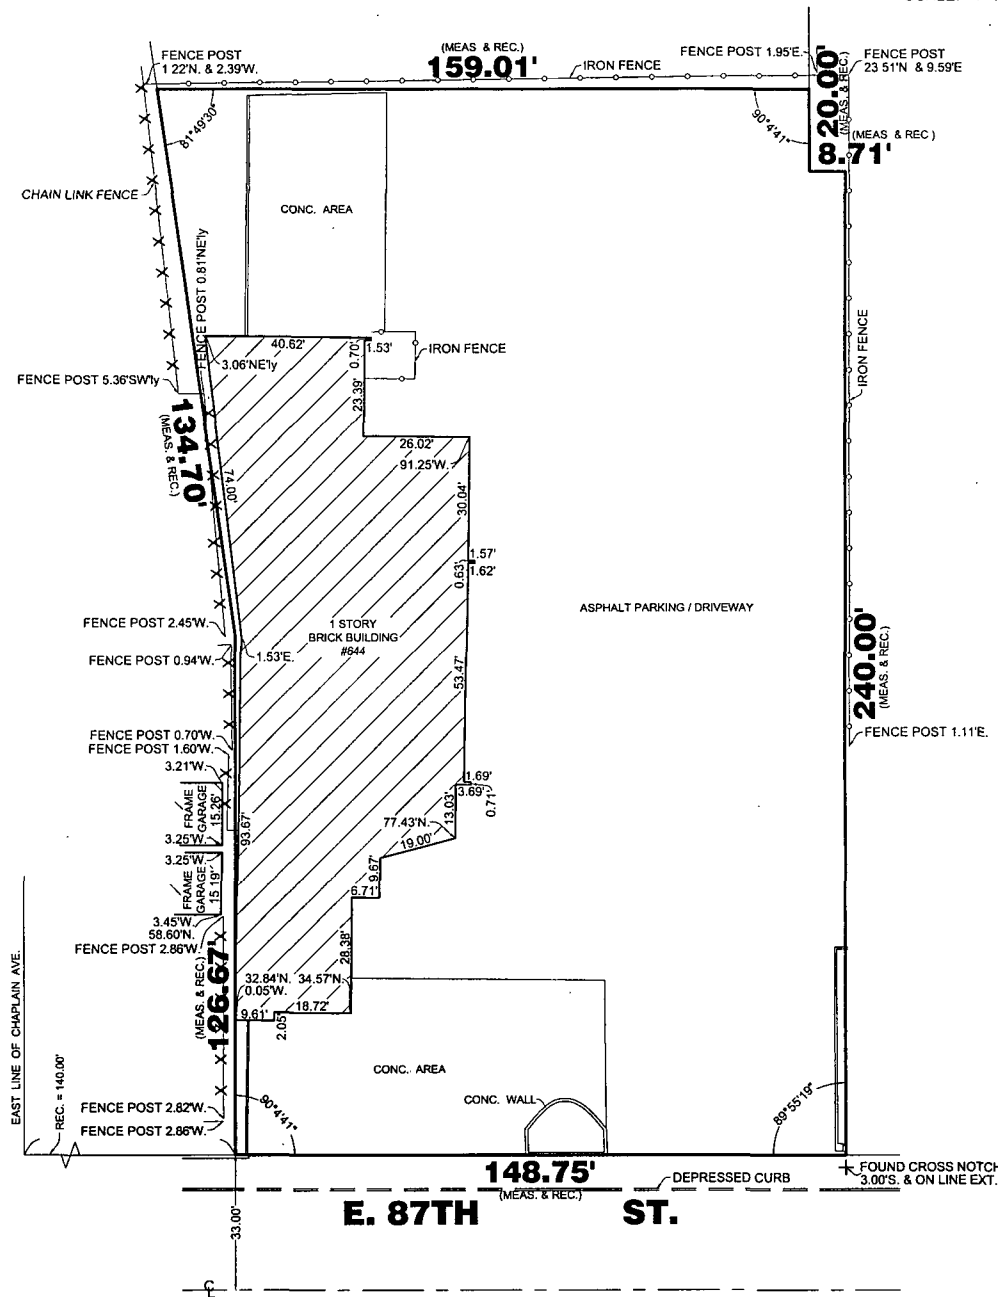 FENCE POST
1.22'N. & 2.39'W.
(MEAS & REC.)
159.01'
IRON FENCE
FENCE POST 1.95'E.
20.00'
(MEAS. & REC.)
FENCE POST
23 51'N & 9.59'E
(MEAS & REC )
8.71'
81°49'30"
90°4'41"
CHAIN LINK FENCE
CONC. AREA
FENCE POST 0.81'NE'ly
40.62'
1.53'
0.70'
IRON FENCE
3.06'NE'ly
FENCE POST 5.36'SW'ly
23.39'
IRON FENCE
134.70'
(MEAS. & REC.)
26.02'
91.25'W.
74.00'
30.04'
1.57'
1.62'
0.63'
ASPHALT PARKING / DRIVEWAY
FENCE POST 2.45'W.
1 STORY
BRICK BUILDING
#644
FENCE POST 0.94'W.
1.53'E.
53.47'
240.00'
(MEAS. & REC.)
FENCE POST 0.70'W.
FENCE POST 1.60'W.
FENCE POST 1.11'E.
3.21'W.
1.69'
3.69'
0.71'
FRAME
GARAGE
15.26'
13.03'
77.43'N.
19.00'
93.67'
3.25'W.
3.25'W.
9.67'
FRAME
GARAGE
15 19'
6.71'
3.45'W.
58.60'N.
FENCE POST 2.86'W.
28.38'
126.67'
(MEAS. & REC.)
32.84'N.
34.57'N.
0.05'W.
18.72'
9.61'
2.05'
EAST LINE OF CHAPLAIN AVE.
REC. = 140.00'
CONC. AREA
CONC. WALL
FENCE POST 2.82'W.
FENCE POST 2.86'W.
90°4'41"
89°55'19"
148.75'
(MEAS. & REC.)
DEPRESSED CURB
FOUND CROSS NOTCH
3.00'S. & ON LINE EXT.
E. 87TH ST.
33.00'
C
L